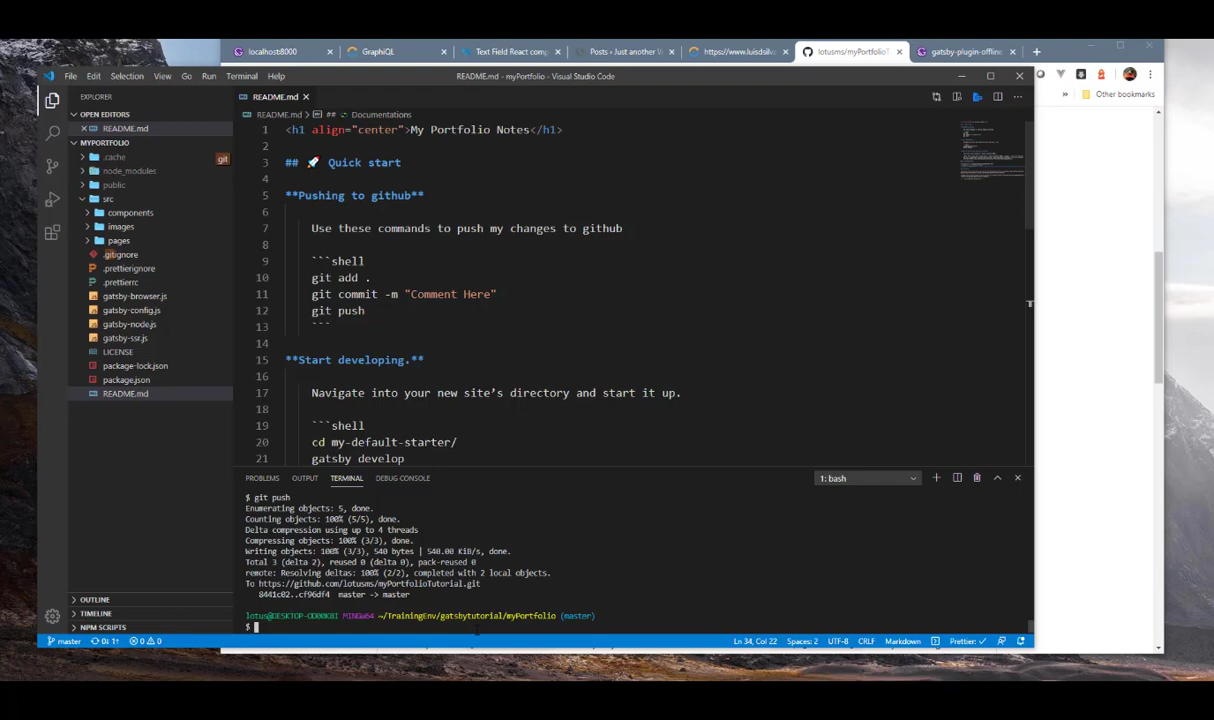 localhost:8000
GraphiQL
Text Field React comp
Posts ‹ Just another W
https://www.luisdsilv
lotusms/myPortfolioT
gatsby-plugin-offline
File Edit Selection View Go Run Terminal Help
README.md - myPortfolio - Visual Studio Code
» Other bookmarks
EXPLORER
OPEN EDITORS
README.md
MYPORTFOLIO
.cache
git
node_modules
public
src
components
images
pages
.gitignore
.prettierignore
.prettierrc
gatsby-browser.js
gatsby-config.js
gatsby-node.js
gatsby-ssr.js
LICENSE
package-lock.json
package.json
README.md
OUTLINE
TIMELINE
NPM SCRIPTS
README.md
README.md > ## Documentations
1 <h1 align="center">My Portfolio Notes</h1>
2
3 ## 🚀 Quick start
4
5 **Pushing to github**
6
7 Use these commands to push my changes to github
8
9 ```shell
10 git add .
11 git commit -m "Comment Here"
12 git push
13 ```
14
15 **Start developing.**
16
17 Navigate into your new site’s directory and start it up.
18
19 ```shell
20 cd my-default-starter/
21 gatsby develop
PROBLEMS OUTPUT TERMINAL DEBUG CONSOLE
1: bash
$ git push
Enumerating objects: 5, done.
Counting objects: 100% (5/5), done.
Delta compression using up to 4 threads
Compressing objects: 100% (3/3), done.
Writing objects: 100% (3/3), 540 bytes | 540.00 KiB/s, done.
Total 3 (delta 2), reused 0 (delta 0), pack-reused 0
remote: Resolving deltas: 100% (2/2), completed with 2 local objects.
To https://github.com/lotusms/myPortfolioTutorial.git
8441c02..cf96df4 master -> master
MINGW64 ~/TrainingEnv/gatsbytutorial/myPortfolio (master)
$
master 0↓ 1↑ 0 0
Ln 34, Col 22 Spaces: 2 UTF-8 CRLF Markdown Prettier: ✓